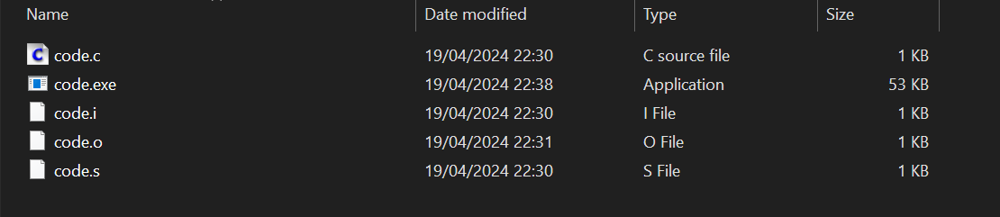 Name Date modified Type Size
code.c 19/04/2024 22:30 C source file 1 KB
code.exe 19/04/2024 22:38 Application 53 KB
code.i 19/04/2024 22:30 I File 1 KB
code.o 19/04/2024 22:31 O File 1 KB
code.s 19/04/2024 22:30 S File 1 KB